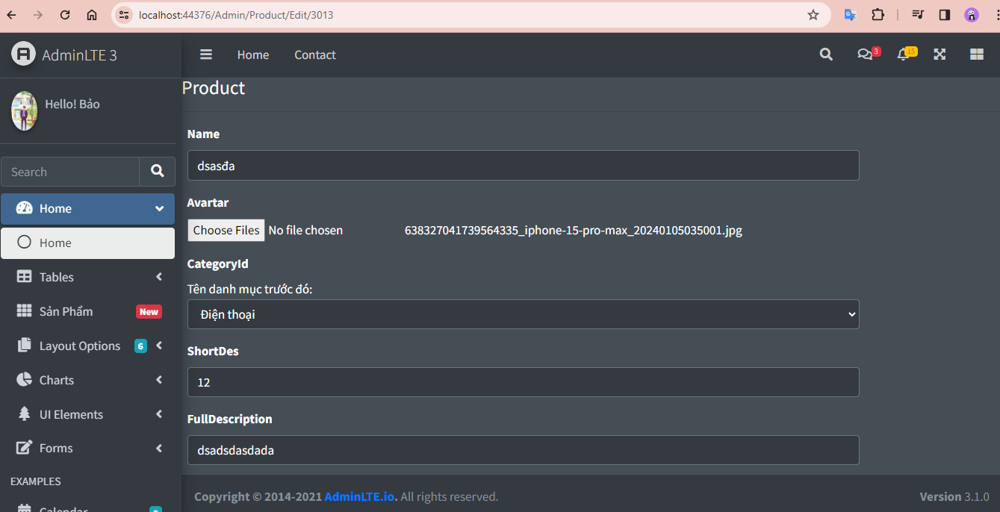 localhost:44376/Admin/Product/Edit/3013
AdminLTE 3
Home
Contact
3
15
Hello! Bảo
Search
Home
Home
Tables
Sản Phẩm
New
Layout Options
6
Charts
UI Elements
Forms
EXAMPLES
Calendar
Product
Name
dsasđa
Avartar
Choose Files No file chosen 638327041739564335_iphone-15-pro-max_20240105035001.jpg
CategoryId
Tên danh mục trước đó:
Điện thoại
ShortDes
12
FullDescription
dsadsdasdada
Copyright © 2014-2021 AdminLTE.io. All rights reserved.
Version 3.1.0